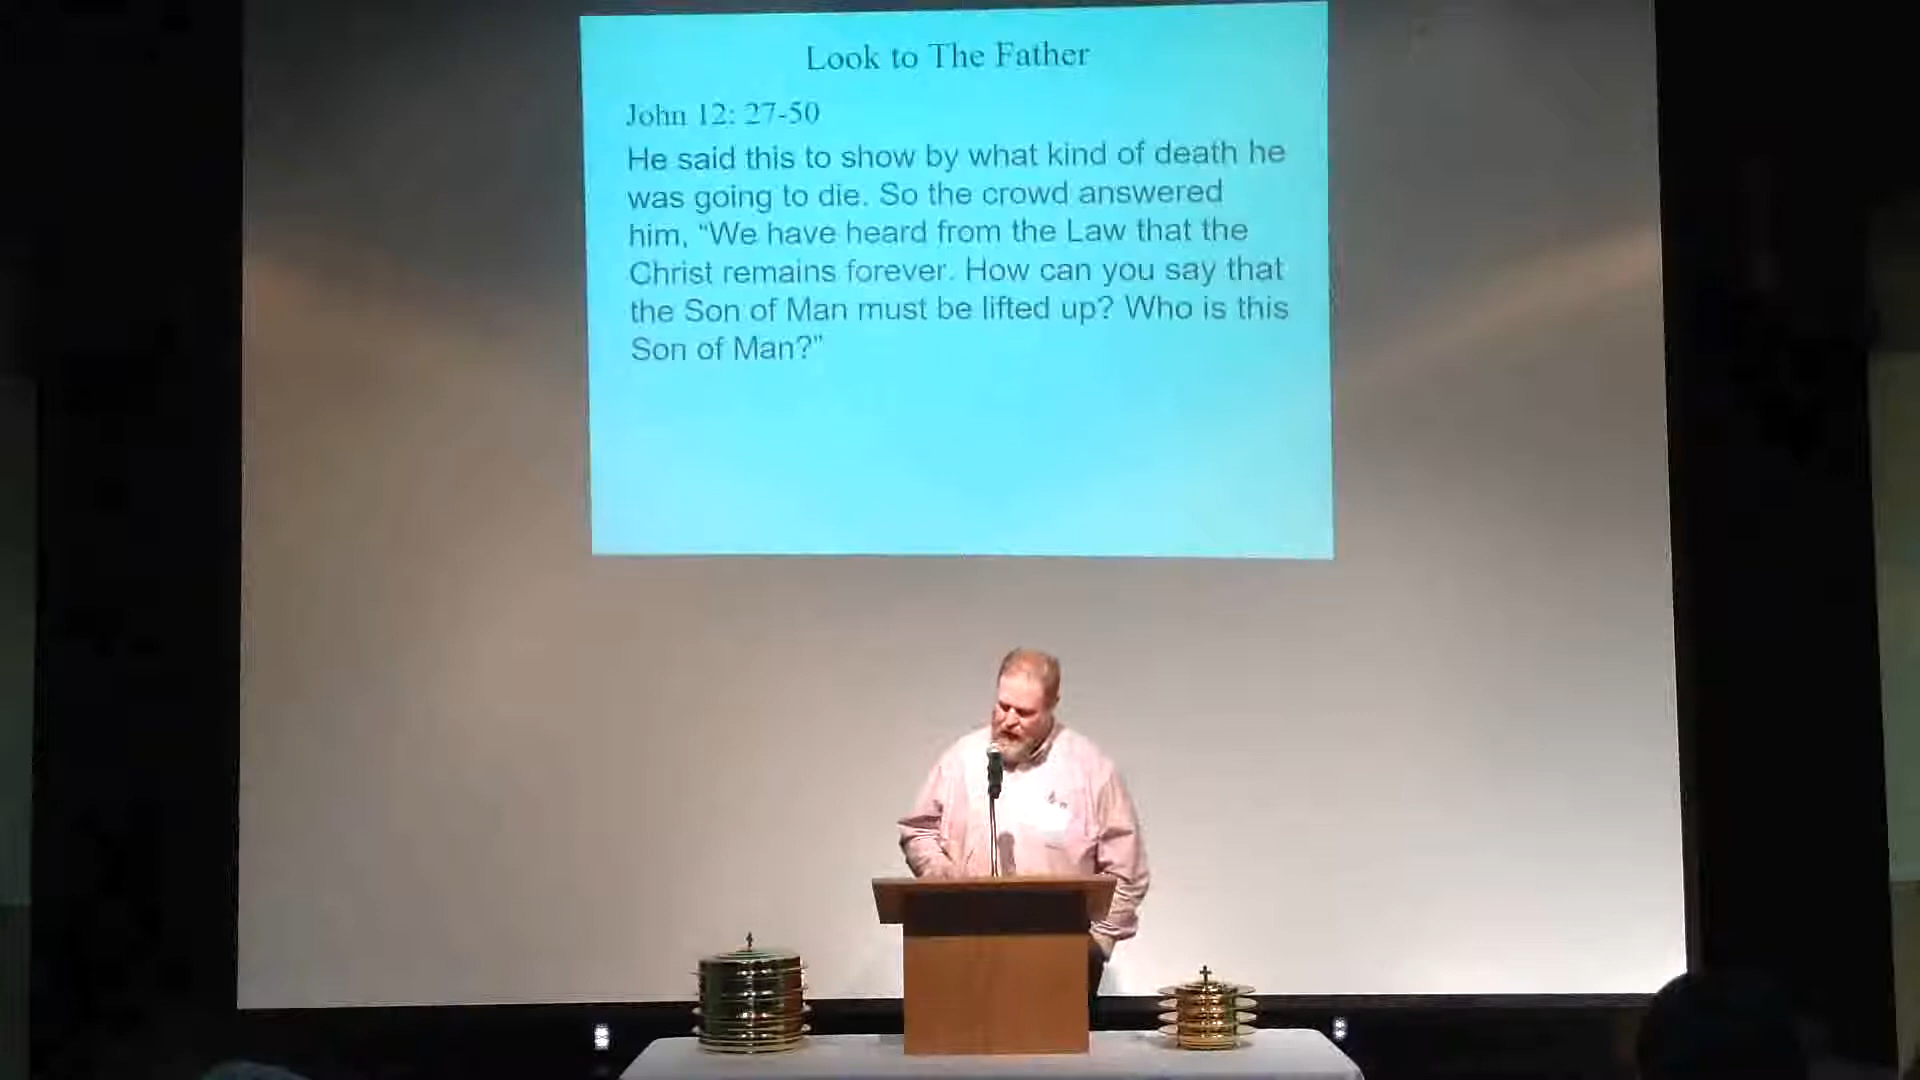 Look to The Father
John 12: 27-50
He said this to show by what kind of death he
was going to die. So the crowd answered
him, “We have heard from the Law that the
Christ remains forever. How can you say that
the Son of Man must be lifted up? Who is this
Son of Man?”